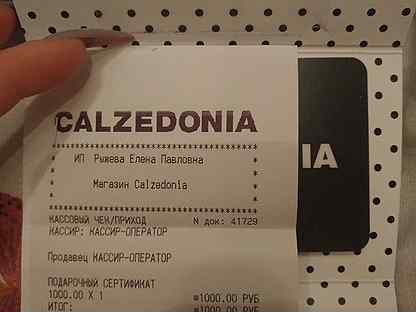 CALZEDONIA
****************************************
* ИП Рыжева Елена Павловна *
* *
* Магазин Calzedonia *
* *
****************************************
КАССОВЫЙ ЧЕК/ПРИХОД N док: 41729
КАССИР: КАССИР-ОПЕРАТОР
Продавец КАССИР-ОПЕРАТОР
ПОДАРОЧНЫЙ СЕРТИФИКАТ
1000.00 X 1 =1000.00 РУБ
ИТОГ: =1000.00 РУБ
IA